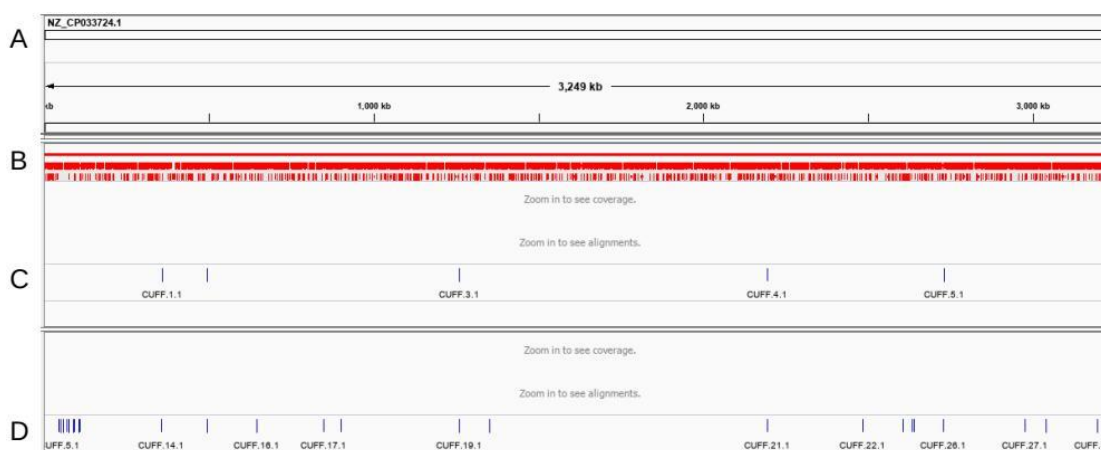 A
NZ_CP033724.1
3,249 kb
kb 1,000 kb 2,000 kb 3,000 kb
B
Zoom in to see coverage.
Zoom in to see alignments.
C
CUFF.1.1 CUFF.3.1 CUFF.4.1 CUFF.5.1
Zoom in to see coverage.
Zoom in to see alignments.
D
UFF.5.1 CUFF.14.1 CUFF.16.1 CUFF.17.1 CUFF.19.1 CUFF.21.1 CUFF.22.1 CUFF.26.1 CUFF.27.1 CUFF.